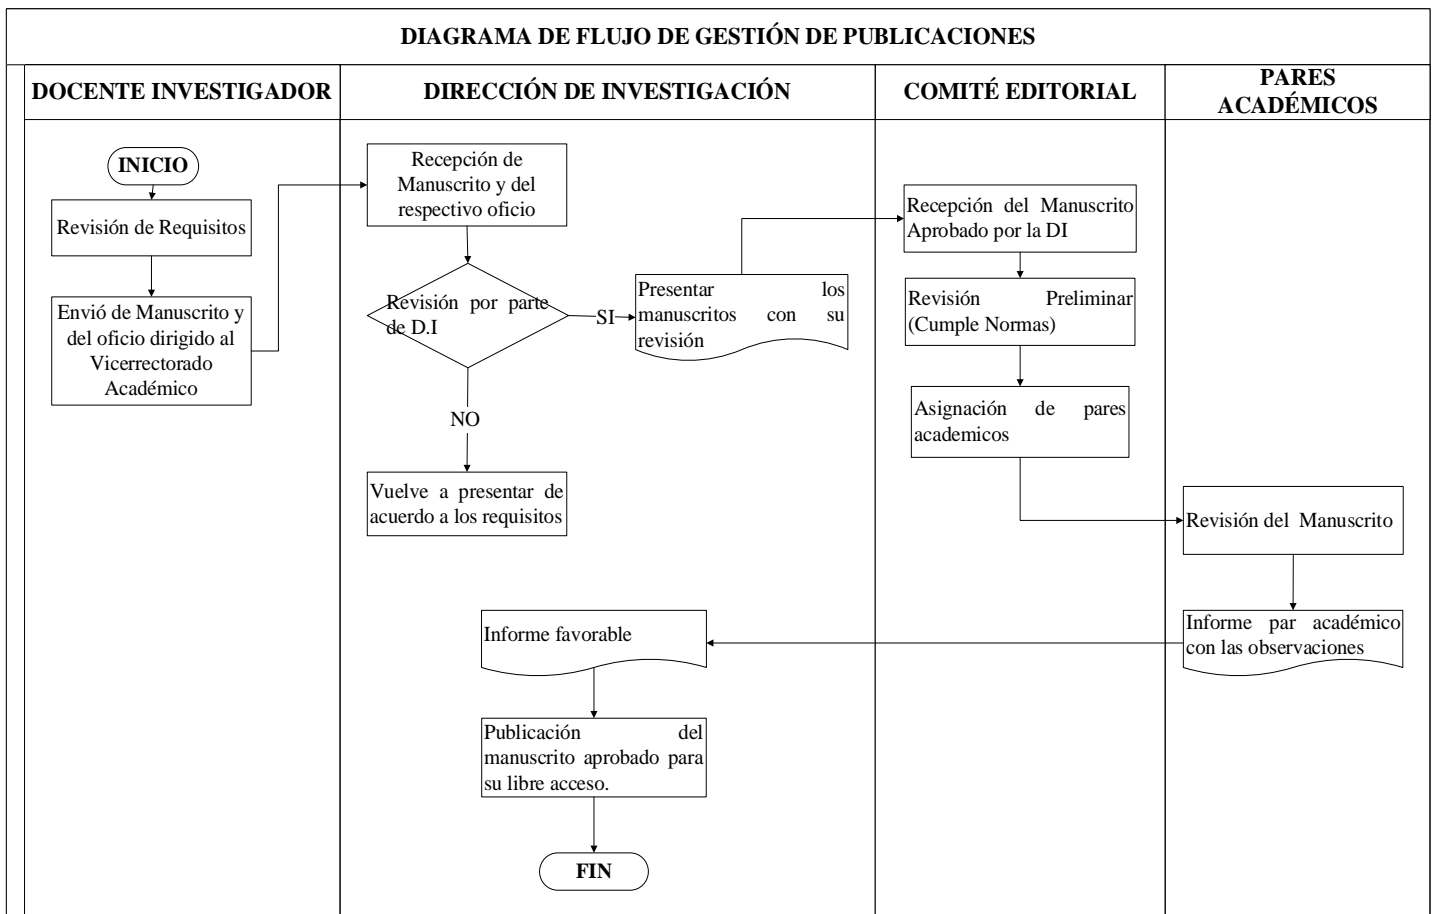 DIAGRAMA DE FLUJO DE GESTIÓN DE PUBLICACIONES
DOCENTE INVESTIGADOR
DIRECCIÓN DE INVESTIGACIÓN
COMITÉ EDITORIAL
PARES
ACADÉMICOS
INICIO
Revisión de Requisitos
Envió de Manuscrito y
del oficio dirigido al
Vicerrectorado
Académico
Recepción de
Manuscrito y del
respectivo oficio
Revisión por parte
de D.I
SI
NO
Vuelve a presentar de
acuerdo a los requisitos
Presentar los
manuscritos con su
revisión
Recepción del Manuscrito
Aprobado por la DI
Revisión Preliminar
(Cumple Normas)
Asignación de pares
academicos
Revisión del Manuscrito
Informe par académico
con las observaciones
Informe favorable
Publicación del
manuscrito aprobado para
su libre acceso.
FIN